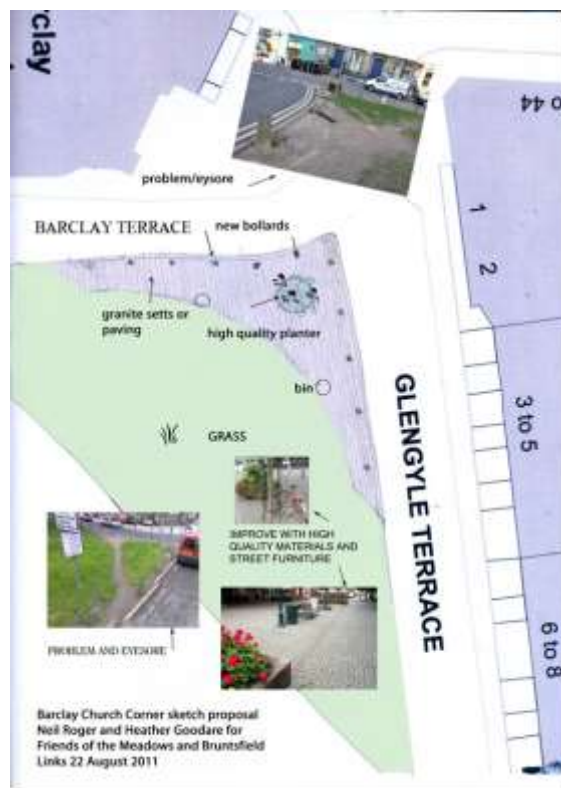 clay
to 44
problem/eysore
1
BARCLAY TERRACE
new bollards
2
granite setts or
paving
high quality planter
bin
GLENGYLE TERRACE
3 to 5
GRASS
IMPROVE WITH HIGH
QUALITY MATERIALS AND
STREET FURNITURE
PROBLEM AND EYESORE
6 to 8
Barclay Church Corner sketch proposal
Neil Roger and Heather Goodare for
Friends of the Meadows and Bruntsfield
Links 22 August 2011